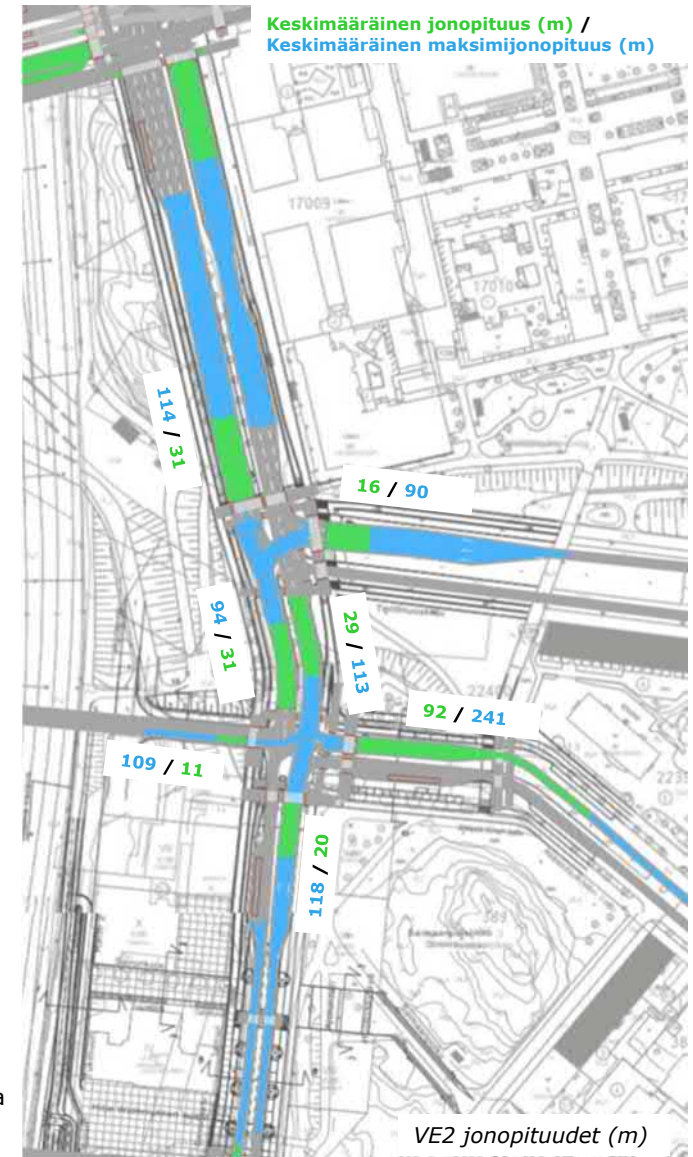 Keskimääräinen jonopituus (m) /
Keskimääräinen maksimijonopituus (m)
17009
17010
114 / 31
16 / 90
94 / 31
29 / 113
92 / 241
109 / 11
118 / 20
a
VE2 jonopituudet (m)